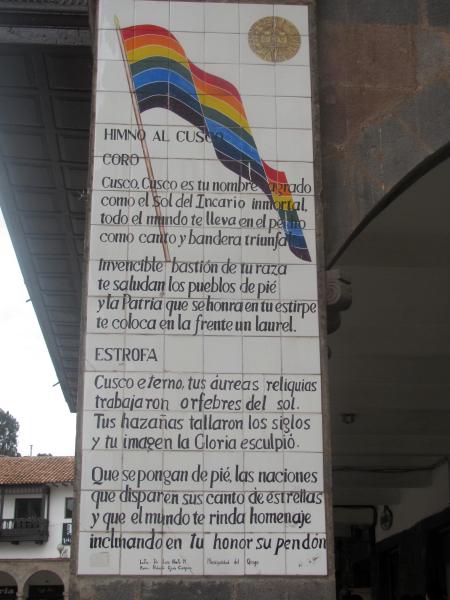 HIMNO AL CUSCO
CORO
Cusco, Cusco es tu nombre sagrado
como el Sol del Incario inmortal,
todo el mundo te lleva en el pecho
como canto y bandera triunfal.
Invencible bastión de tu raza
te saludan los pueblos de pié
y la Patria que se honra en tu estirpe
te coloca en la frente un laurel.
ESTROFA
Cusco eterno, tus áureas reliquias
trabajaron orfebres del sol.
Tus hazañas tallaron los siglos
y tu imagen la Gloria esculpió.
Que se pongan de pié, las naciones
que disparen sus canto de estrellas
y que el mundo te rinda homenaje
inclinando en tu honor su pendón
Municipalidad del Qosqo